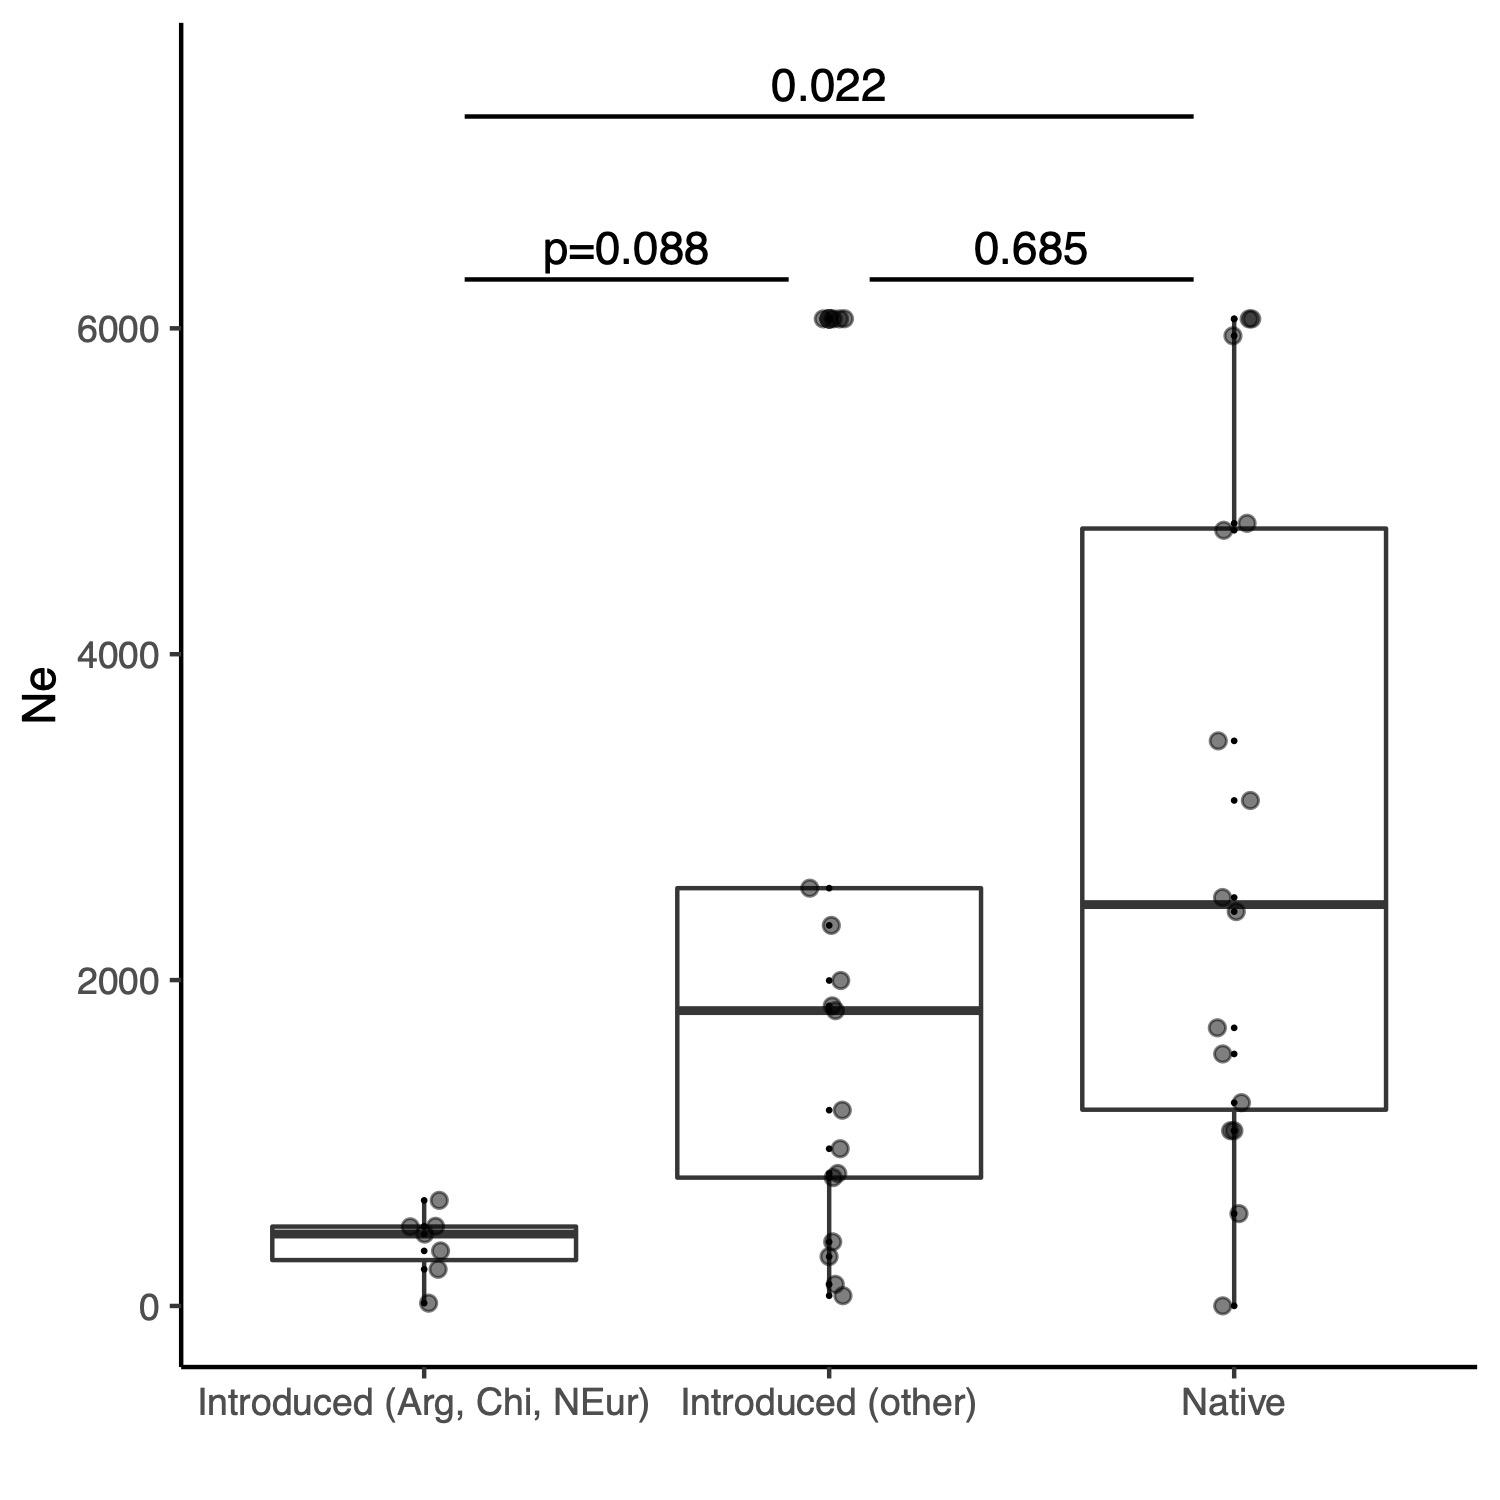 0.022
p=0.088
0.685
6000
4000
2000
0
Ne
Introduced (Arg, Chi, NEur)
Introduced (other)
Native